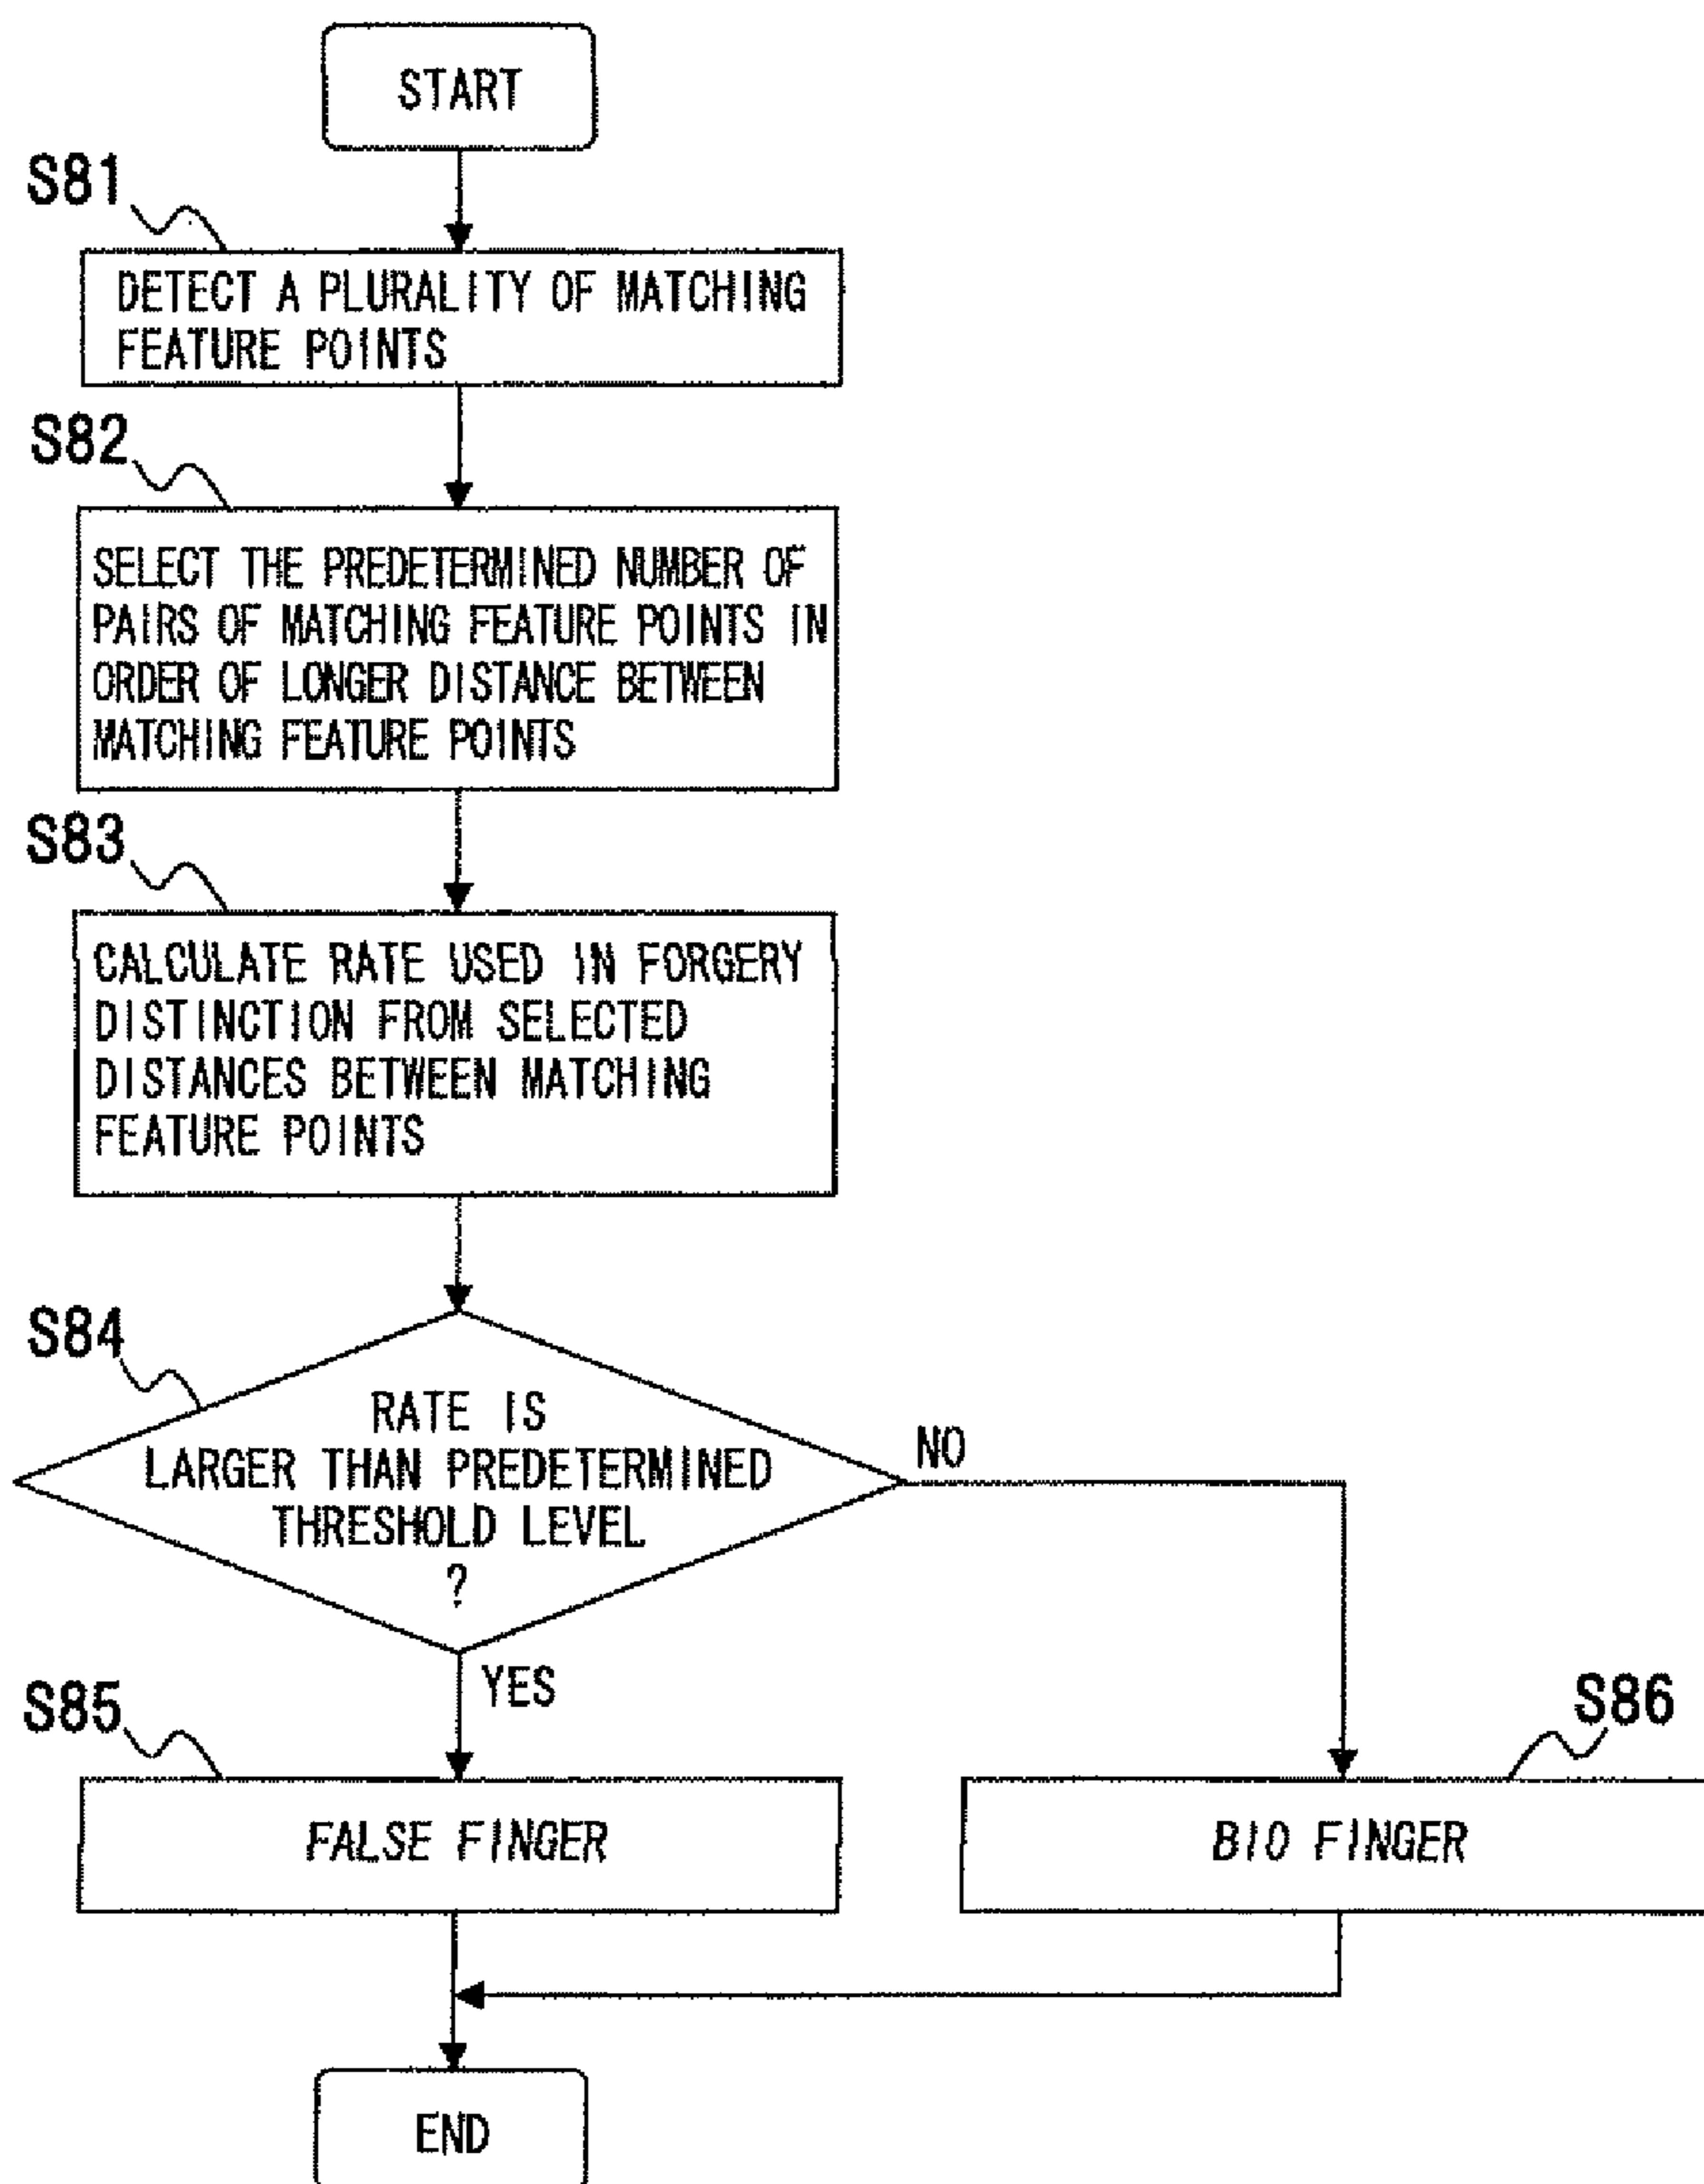 START
S81
DETECT A PLURALITY OF MATCHING
FEATURE POINTS
S82
SELECT THE PREDETERMINED NUMBER OF
PAIRS OF MATCHING FEATURE POINTS IN
ORDER OF LONGER DISTANCE BETWEEN
MATCHING FEATURE POINTS
S83
CALCULATE RATE USED IN FORGERY
DISTINCTION FROM SELECTED
DISTANCES BETWEEN MATCHING
FEATURE POINTS
S84
RATE IS
LARGER THAN PREDETERMINED
THRESHOLD LEVEL
?
NO
YES
S85
FALSE FINGER
S86
BIO FINGER
END